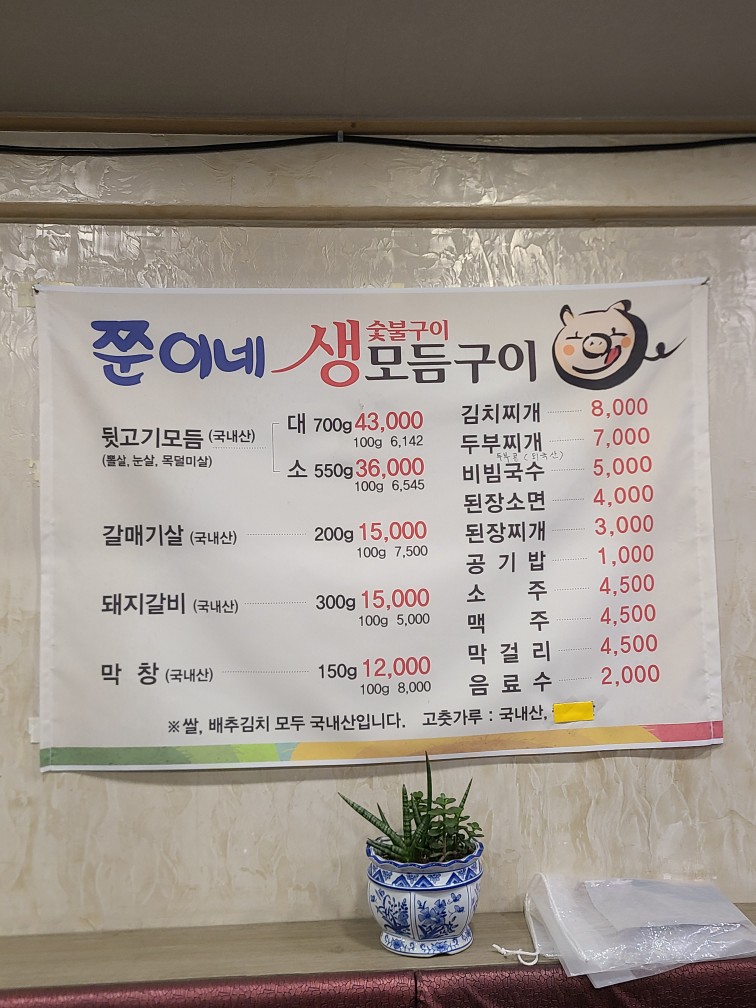 쭌이네 생 숯불구이 모듬구이
뒷고기모듬 (국내산) 대 700g 43,000
100g 6,142
(뽈살, 눈살, 목덜미살) 소 550g 36,000
100g 6,545
갈매기살 (국내산) 200g 15,000
100g 7,500
돼지갈비 (국내산) 300g 15,000
100g 5,000
막 창 (국내산) 150g 12,000
100g 8,000
김치찌개 8,000
두부찌개 7,000
두부콩 (외국산)
비빔국수 5,000
된장소면 4,000
된장찌개 3,000
공 기 밥 1,000
소 주 4,500
맥 주 4,500
막 걸 리 4,500
음 료 수 2,000
※쌀, 배추김치 모두 국내산입니다. 고춧가루 : 국내산,